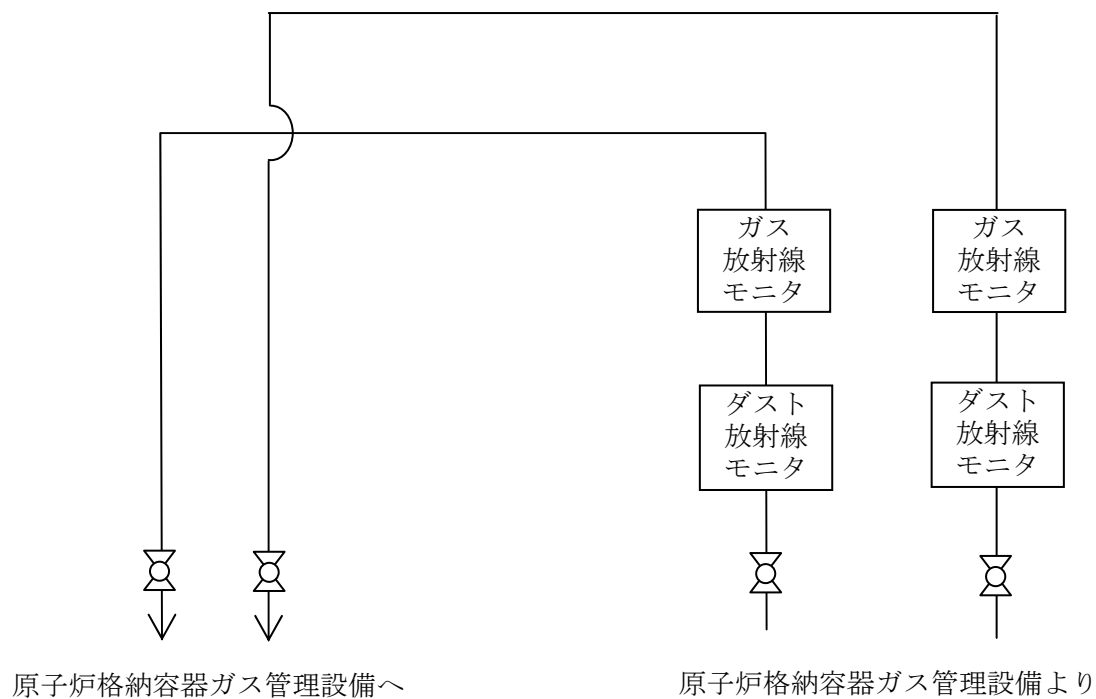 ガス
放射線
モニタ
ガス
放射線
モニタ
ダスト
放射線
モニタ
ダスト
放射線
モニタ
原子炉格納容器ガス管理設備へ
原子炉格納容器ガス管理設備より